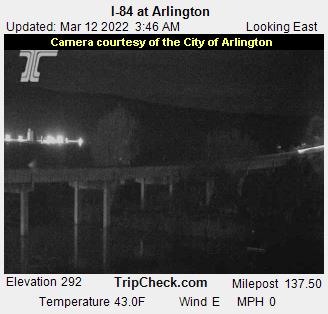 I-84 at Arlington
Updated: Mar 12 2022 3:46 AM Looking East
Camera courtesy of the City of Arlington
Elevation 292 TripCheck.com Milepost 137.50
Temperature 43.0F Wind E MPH 0